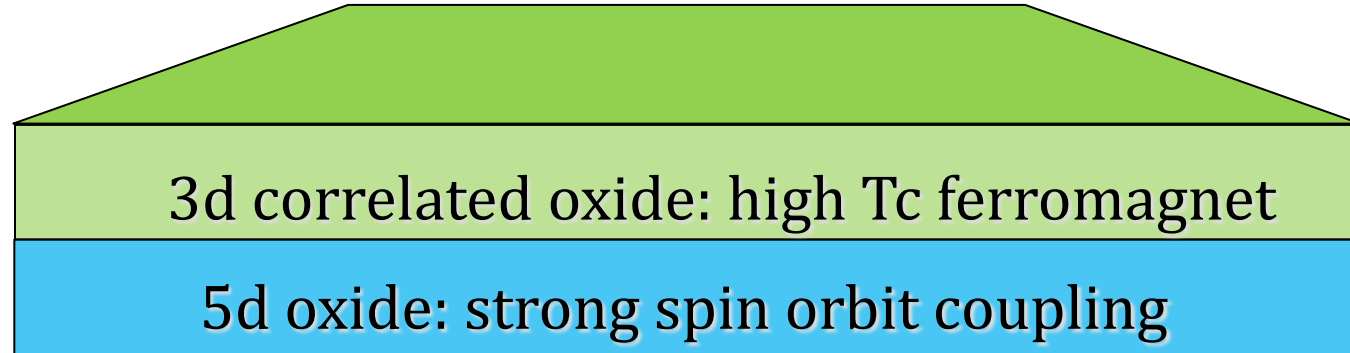 3d correlated oxide: high Tc ferromagnet
5d oxide: strong spin orbit coupling